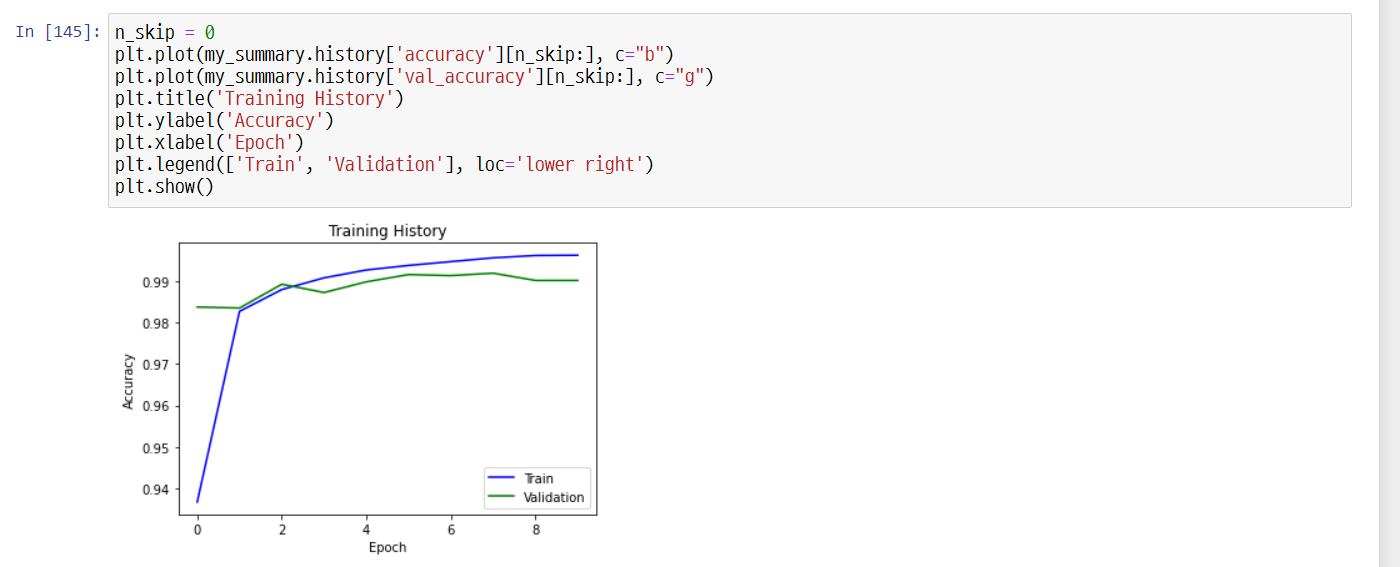 In [145]:
n_skip = 0
plt.plot(my_summary.history['accuracy'][n_skip:], c="b")
plt.plot(my_summary.history['val_accuracy'][n_skip:], c="g")
plt.title('Training History')
plt.ylabel('Accuracy')
plt.xlabel('Epoch')
plt.legend(['Train', 'Validation'], loc='lower right')
plt.show()
Training History
0.99
0.98
0.97
0.96
0.95
0.94
Accuracy
Train
Validation
0 2 4 6 8
Epoch